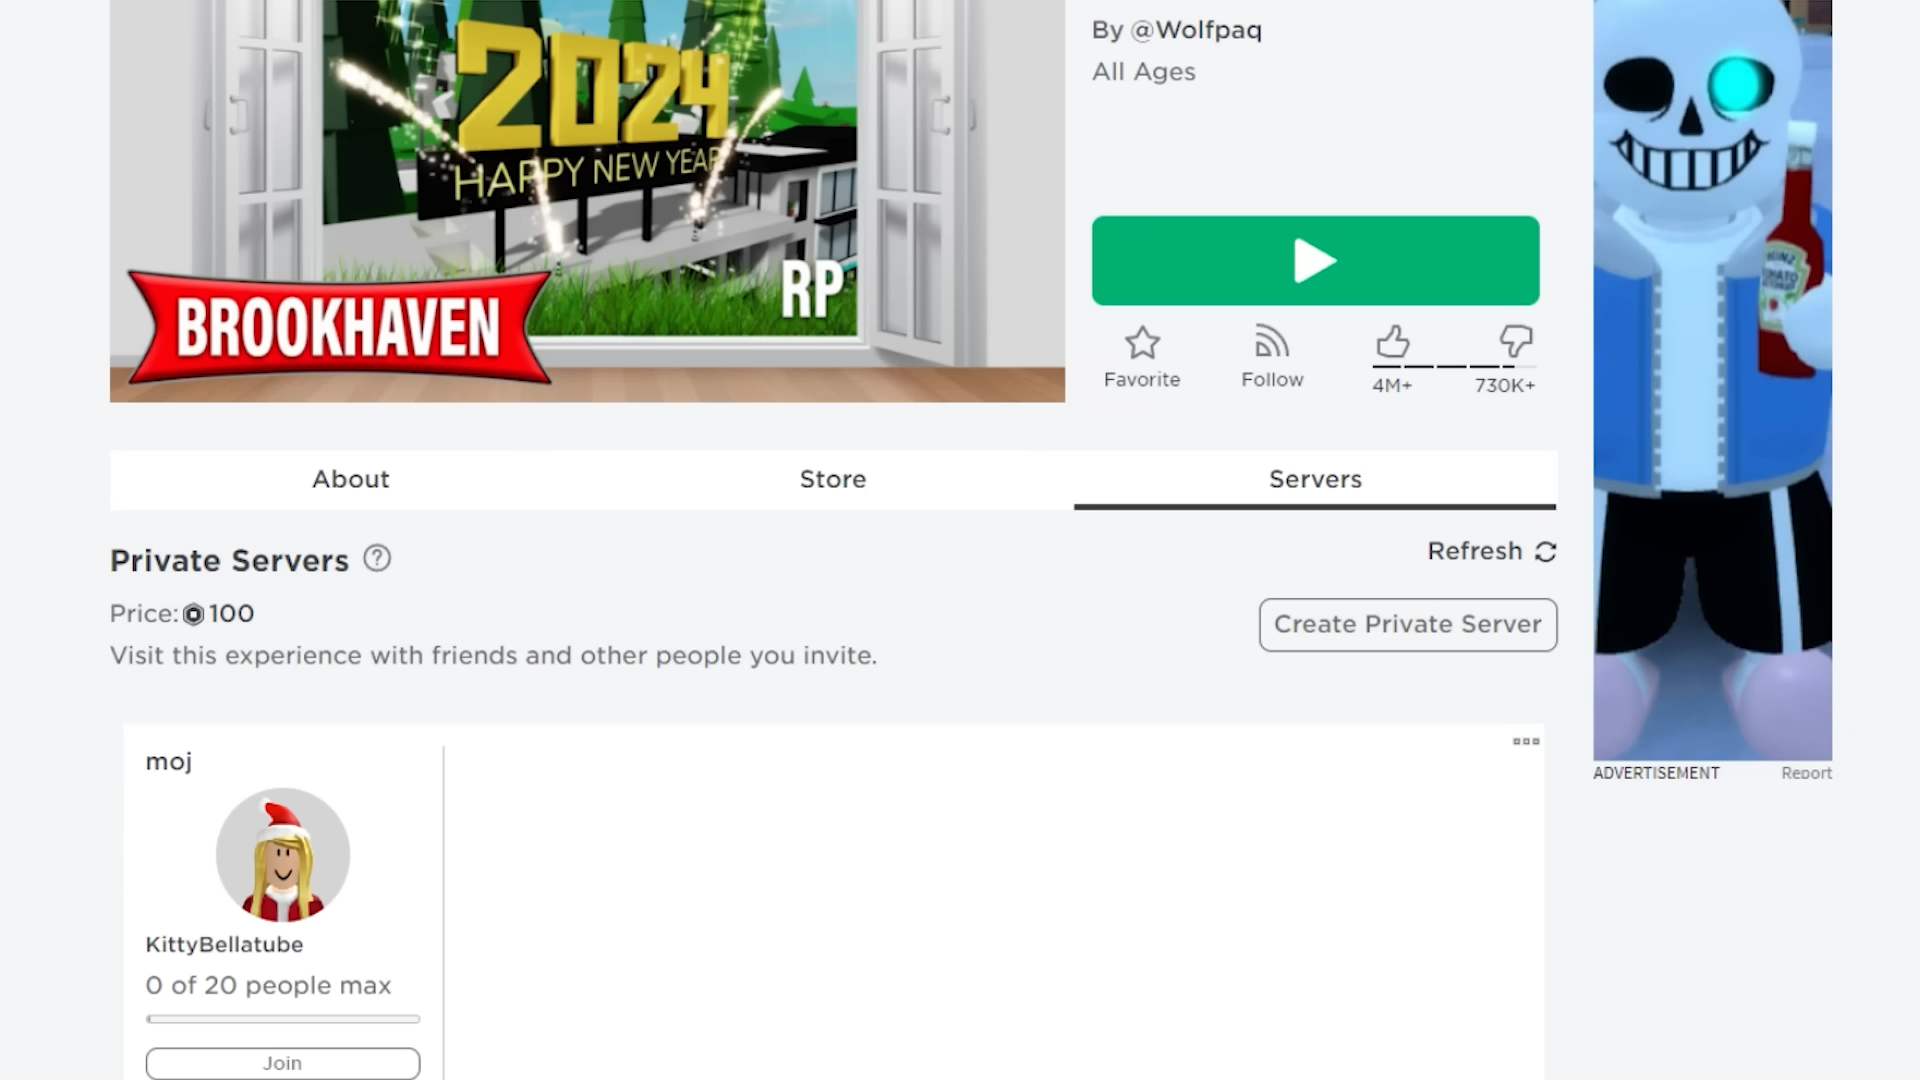 2024
HAPPY NEW YEAR
RP
BROOKHAVEN
By @Wolfpaq
All Ages
Favorite
Follow
4M+
730K+
About
Store
Servers
Private Servers
Refresh
Price: 100
Create Private Server
Visit this experience with friends and other people you invite.
moj
KittyBellatube
0 of 20 people max
Join
HEINZ
TOMATO
ADVERTISEMENT
Report